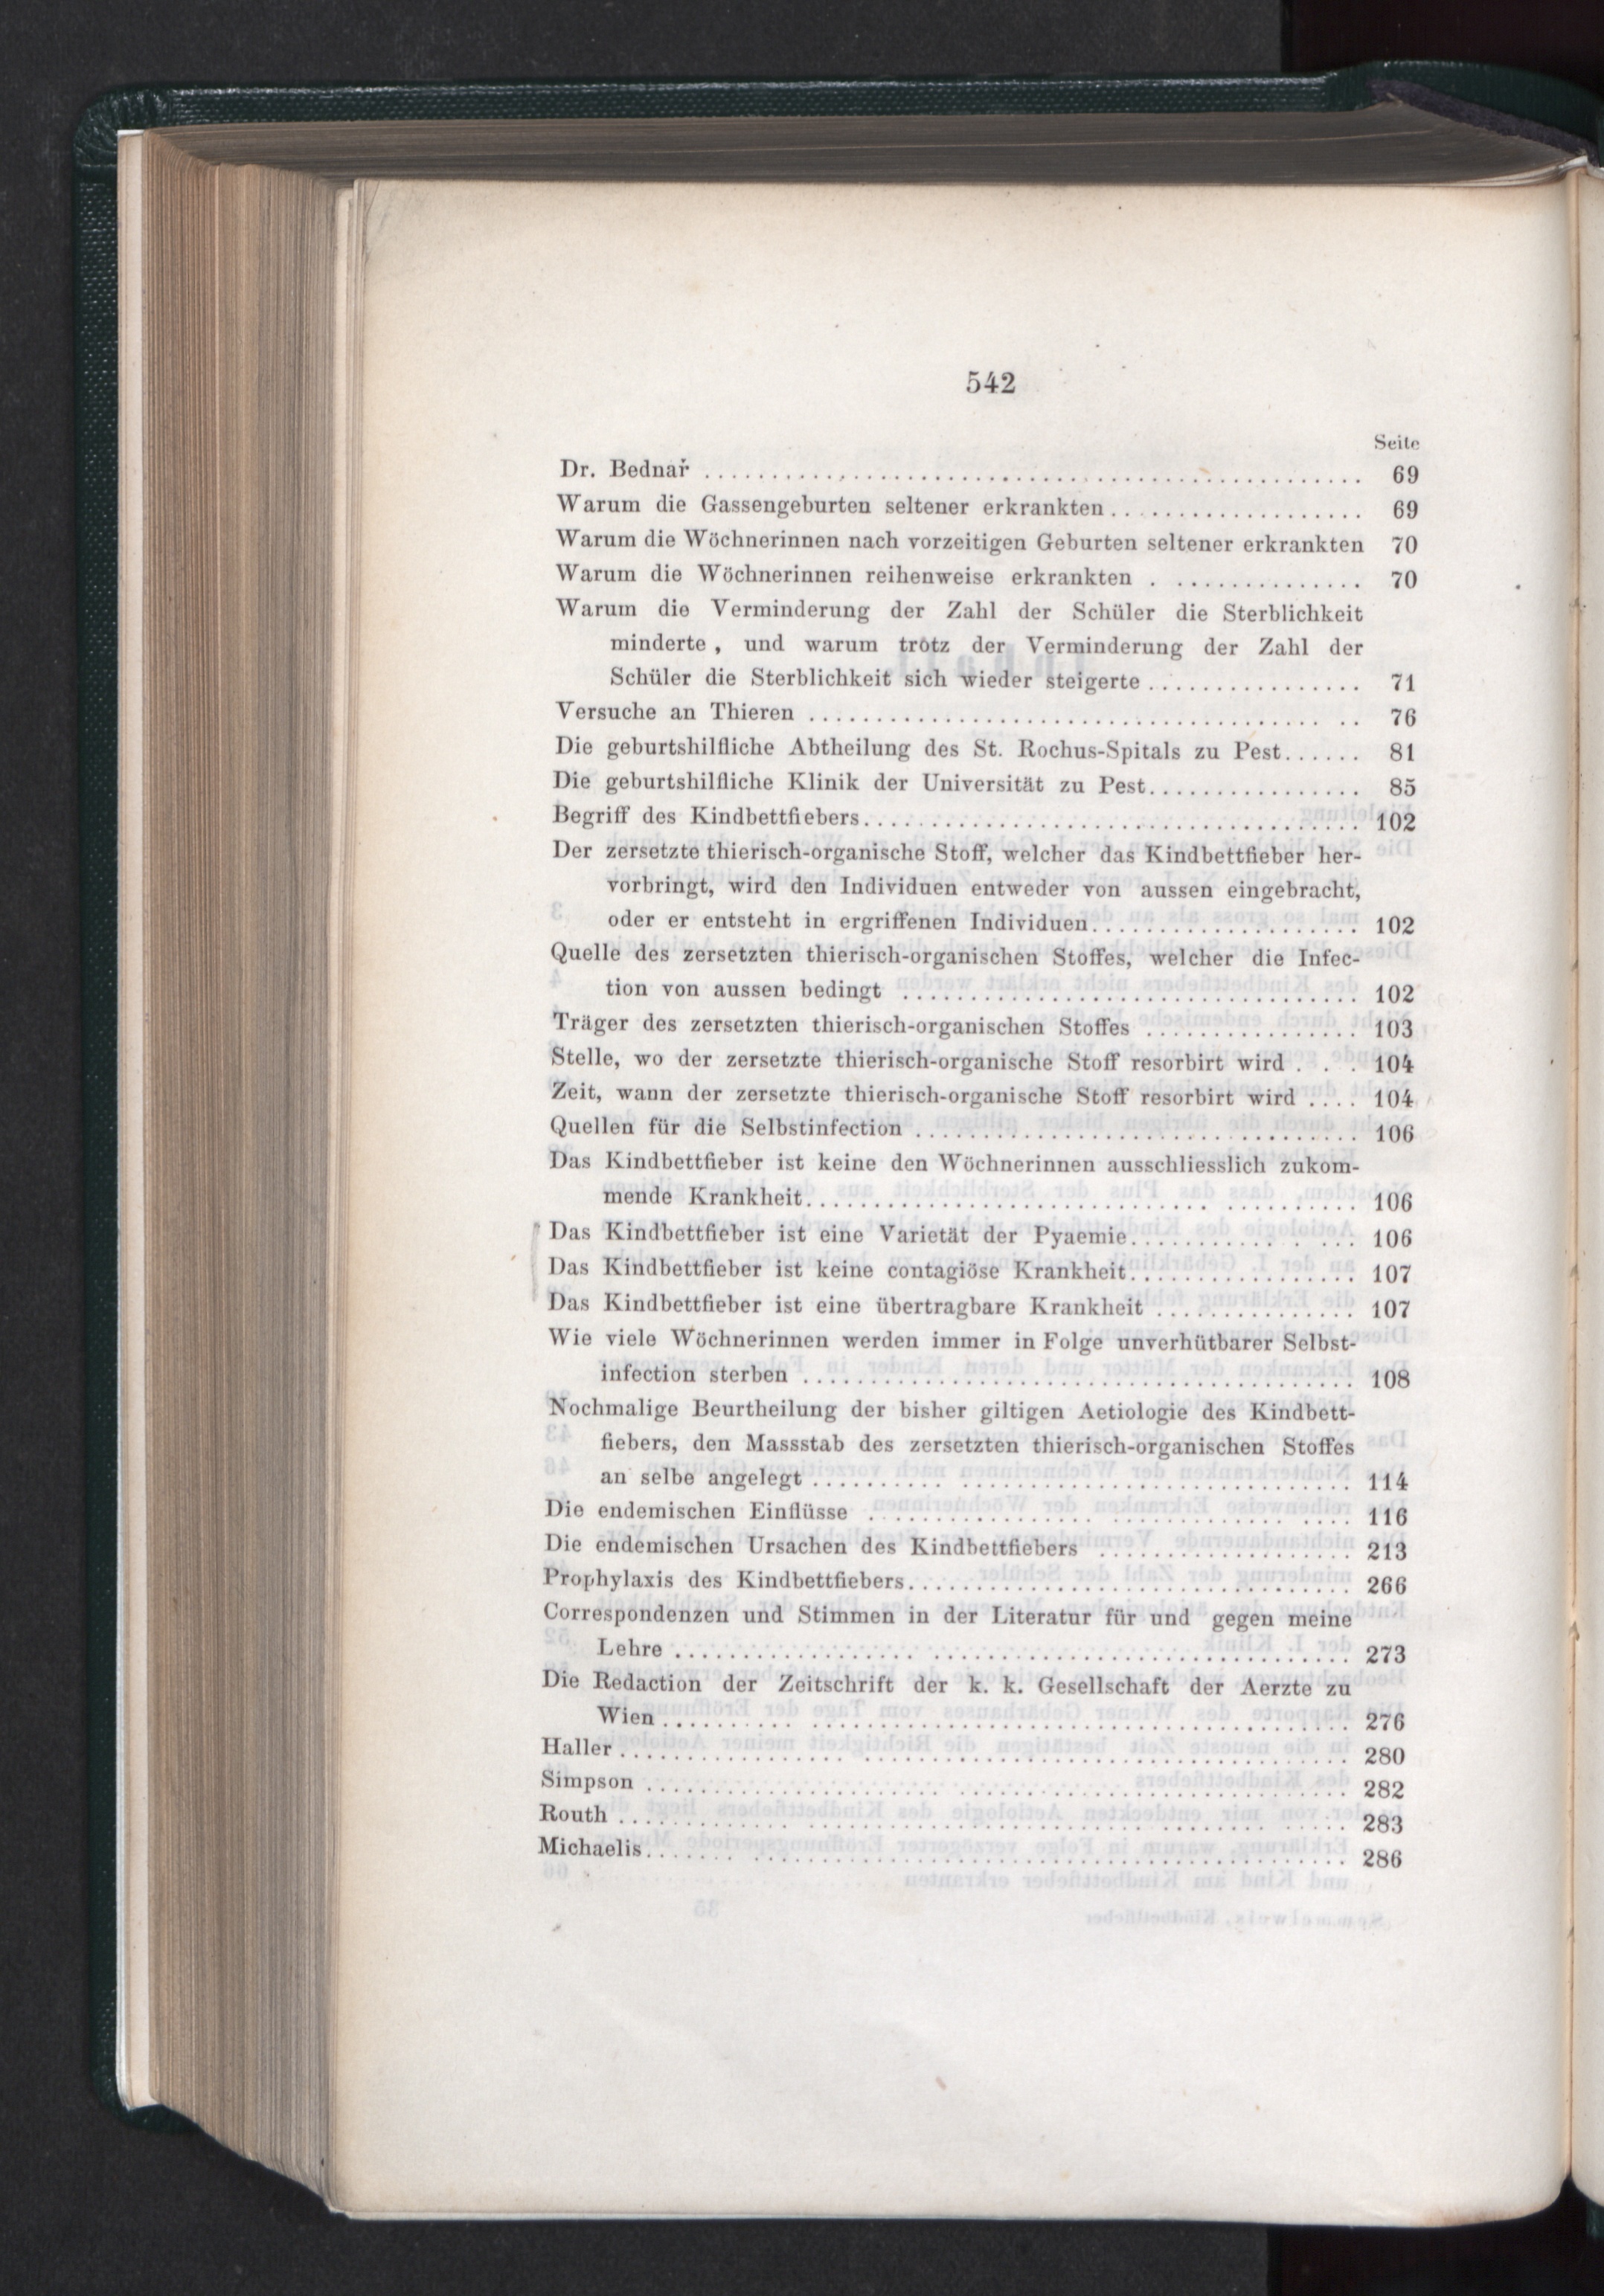 542
Seite
Dr. Bednař ........................................ 69
Warum die Gassengeburten seltener erkrankten ................... 69
Warum die Wöchnerinnen nach vorzeitigen Geburten seltener erkrankten 70
Warum die Wöchnerinnen reihenweise erkrankten . .............. 70
Warum die Verminderung der Zahl der Schüler die Sterblichkeit
minderte, und warum trotz der Verminderung der Zahl der
Schüler die Sterblichkeit sich wieder steigerte ................ 71
Versuche an Thieren ........................................ 76
Die geburtshilfliche Abtheilung des St. Rochus-Spitals zu Pest...... 81
Die geburtshilfliche Klinik der Universität zu Pest................ 85
Begriff des Kindbettfiebers..................................... 102
Der zersetzte thierisch-organische Stoff, welcher das Kindbettfieber her-
vorbringt, wird den Individuen entweder von aussen eingebracht,
oder er entsteht in ergriffenen Individuen.................... 102
Quelle des zersetzten thierisch-organischen Stoffes, welcher die Infec-
tion von aussen bedingt .................................. 102
Träger des zersetzten thierisch-organischen Stoffes ................ 103
Stelle, wo der zersetzte thierisch-organische Stoff resorbirt wird . . . 104
Zeit, wann der zersetzte thierisch-organische Stoff resorbirt wird .... 104
Quellen für die Selbstinfection ................................. 106
Das Kindbettfieber ist keine den Wöchnerinnen ausschliesslich zukom-
mende Krankheit........................................ 106
Das Kindbettfieber ist eine Varietät der Pyaemie........... . ... 106
Das Kindbettfieber ist keine contagiöse Krankheit................. 107
Das Kindbettfieber ist eine übertragbare Krankheit ............... 107
Wie viele Wöchnerinnen werden immer in Folge unverhütbarer Selbst-
infection sterben ......................................... 108
Nochmalige Beurtheilung der bisher giltigen Aetiologie des Kindbett-
fiebers, den Massstab des zersetzten thierisch-organischen Stoffes
an selbe angelegt ........................................ 114
Die endemischen Einflüsse .................................... 116
Die endemischen Ursachen des Kindbettfiebers ................... 213
Prophylaxis des Kindbettfiebers................................. 266
Correspondenzen und Stimmen in der Literatur für und gegen meine
Lehre .................................................. 273
Die Redaction der Zeitschrift der k. k. Gesellschaft der Aerzte zu
Wien ................................................... 276
Haller ...................................................... 280
Simpson .................................................... 282
Routh ...................................................... 283
Michaelis.................................................... 286